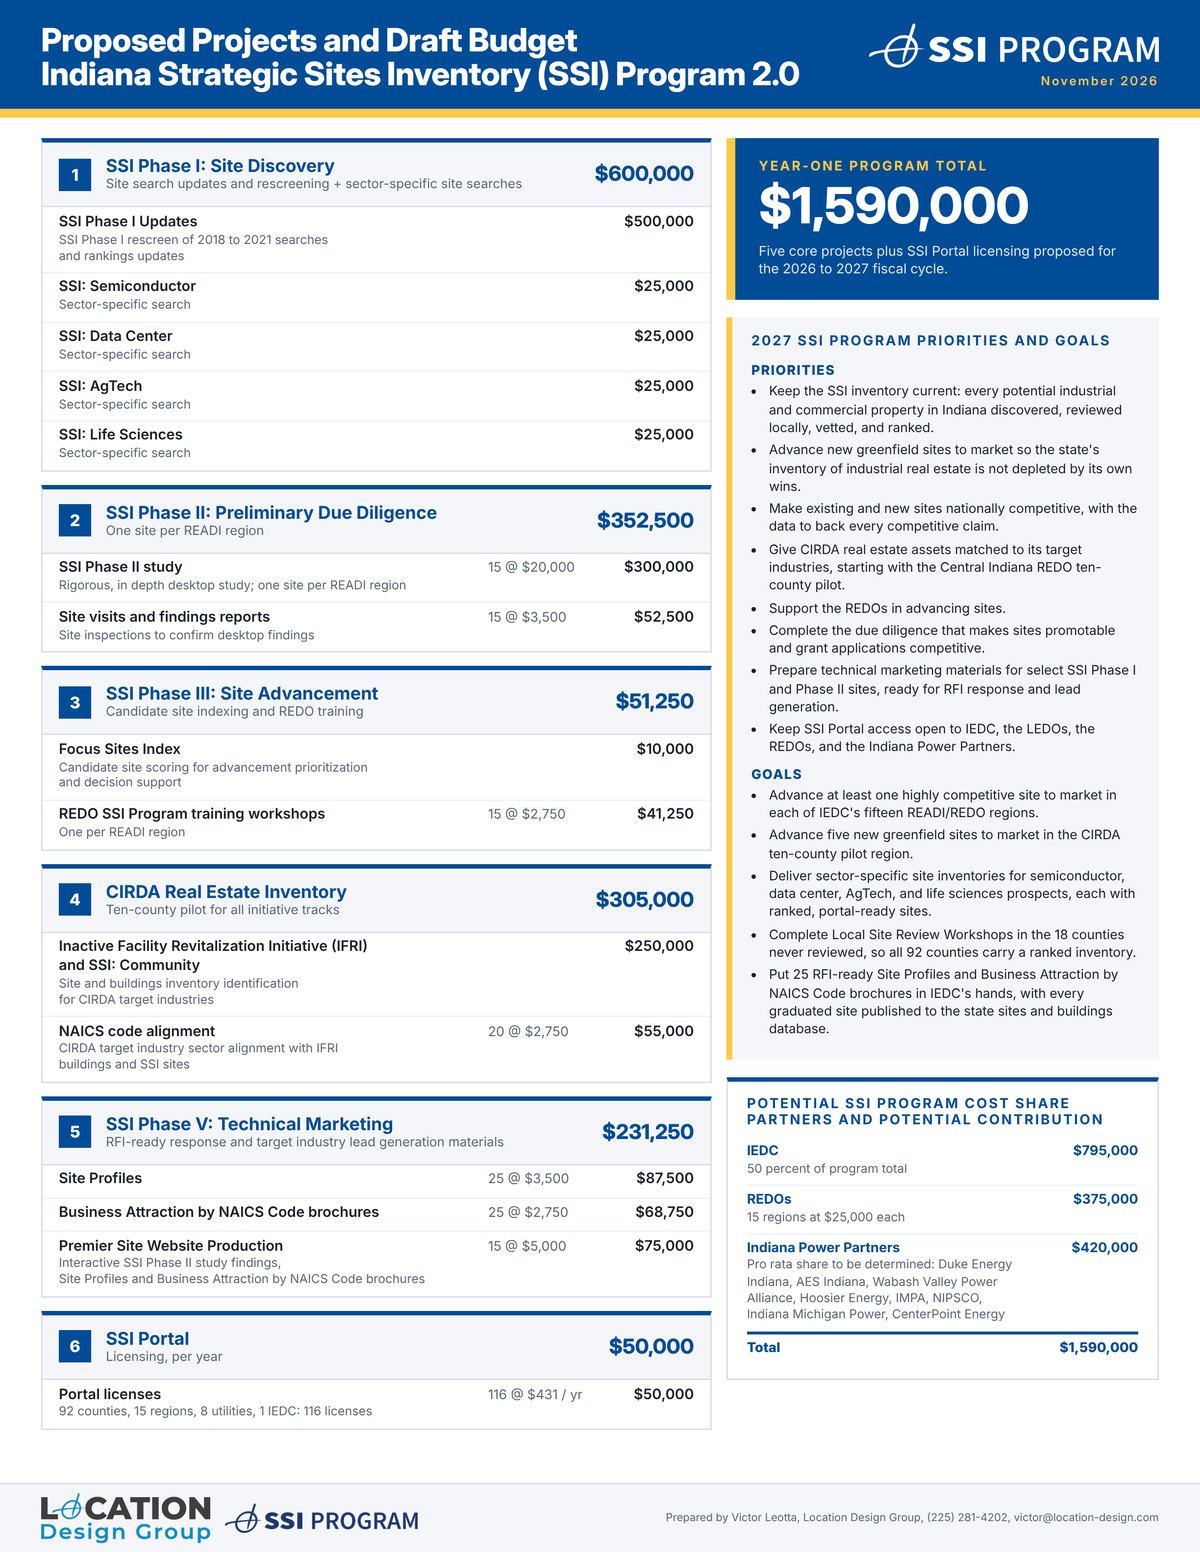 Proposed Projects and Draft Budget
Indiana Strategic Sites Inventory (SSI) Program 2.0
SSI PROGRAM
November 2026
1
SSI Phase I: Site Discovery
Site search updates and rescreening + sector-specific site searches
$600,000
SSI Phase I Updates
$500,000
SSI Phase I rescreen of 2018 to 2021 searches
and rankings updates
SSI: Semiconductor
$25,000
Sector-specific search
SSI: Data Center
$25,000
Sector-specific search
SSI: AgTech
$25,000
Sector-specific search
SSI: Life Sciences
$25,000
Sector-specific search
2
SSI Phase II: Preliminary Due Diligence
One site per READI region
$352,500
SSI Phase II study
15 @ $20,000
$300,000
Rigorous, in depth desktop study; one site per READI region
Site visits and findings reports
15 @ $3,500
$52,500
Site inspections to confirm desktop findings
3
SSI Phase III: Site Advancement
Candidate site indexing and REDO training
$51,250
Focus Sites Index
$10,000
Candidate site scoring for advancement prioritization
and decision support
REDO SSI Program training workshops
15 @ $2,750
$41,250
One per READI region
4
CIRDA Real Estate Inventory
Ten-county pilot for all initiative tracks
$305,000
Inactive Facility Revitalization Initiative (IFRI)
and SSI: Community
$250,000
Site and buildings inventory identification
for CIRDA target industries
NAICS code alignment
20 @ $2,750
$55,000
CIRDA target industry sector alignment with IFRI
buildings and SSI sites
5
SSI Phase V: Technical Marketing
RFI-ready response and target industry lead generation materials
$231,250
Site Profiles
25 @ $3,500
$87,500
Business Attraction by NAICS Code brochures
25 @ $2,750
$68,750
Premier Site Website Production
15 @ $5,000
$75,000
Interactive SSI Phase II study findings,
Site Profiles and Business Attraction by NAICS Code brochures
6
SSI Portal
Licensing, per year
$50,000
Portal licenses
116 @ $431 / yr
$50,000
92 counties, 15 regions, 8 utilities, 1 IEDC: 116 licenses
YEAR-ONE PROGRAM TOTAL
$1,590,000
Five core projects plus SSI Portal licensing proposed for
the 2026 to 2027 fiscal cycle.
2027 SSI PROGRAM PRIORITIES AND GOALS
PRIORITIES
• Keep the SSI inventory current: every potential industrial
and commercial property in Indiana discovered, reviewed
locally, vetted, and ranked.
• Advance new greenfield sites to market so the state's
inventory of industrial real estate is not depleted by its own
wins.
• Make existing and new sites nationally competitive, with the
data to back every competitive claim.
• Give CIRDA real estate assets matched to its target
industries, starting with the Central Indiana REDO ten-
county pilot.
• Support the REDOs in advancing sites.
• Complete the due diligence that makes sites promotable
and grant applications competitive.
• Prepare technical marketing materials for select SSI Phase I
and Phase II sites, ready for RFI response and lead
generation.
• Keep SSI Portal access open to IEDC, the LEDOs, the
REDOs, and the Indiana Power Partners.
GOALS
• Advance at least one highly competitive site to market in
each of IEDC's fifteen READI/REDO regions.
• Advance five new greenfield sites to market in the CIRDA
ten-county pilot region.
• Deliver sector-specific site inventories for semiconductor,
data center, AgTech, and life sciences prospects, each with
ranked, portal-ready sites.
• Complete Local Site Review Workshops in the 18 counties
never reviewed, so all 92 counties carry a ranked inventory.
• Put 25 RFI-ready Site Profiles and Business Attraction by
NAICS Code brochures in IEDC's hands, with every
graduated site published to the state sites and buildings
database.
POTENTIAL SSI PROGRAM COST SHARE
PARTNERS AND POTENTIAL CONTRIBUTION
IEDC
$795,000
50 percent of program total
REDOs
$375,000
15 regions at $25,000 each
Indiana Power Partners
$420,000
Pro rata share to be determined: Duke Energy
Indiana, AES Indiana, Wabash Valley Power
Alliance, Hoosier Energy, IMPA, NIPSCO,
Indiana Michigan Power, CenterPoint Energy
Total
$1,590,000
LOCATION
Design Group
SSI PROGRAM
Prepared by Victor Leotta, Location Design Group, (225) 281-4202, victor@location-design.com